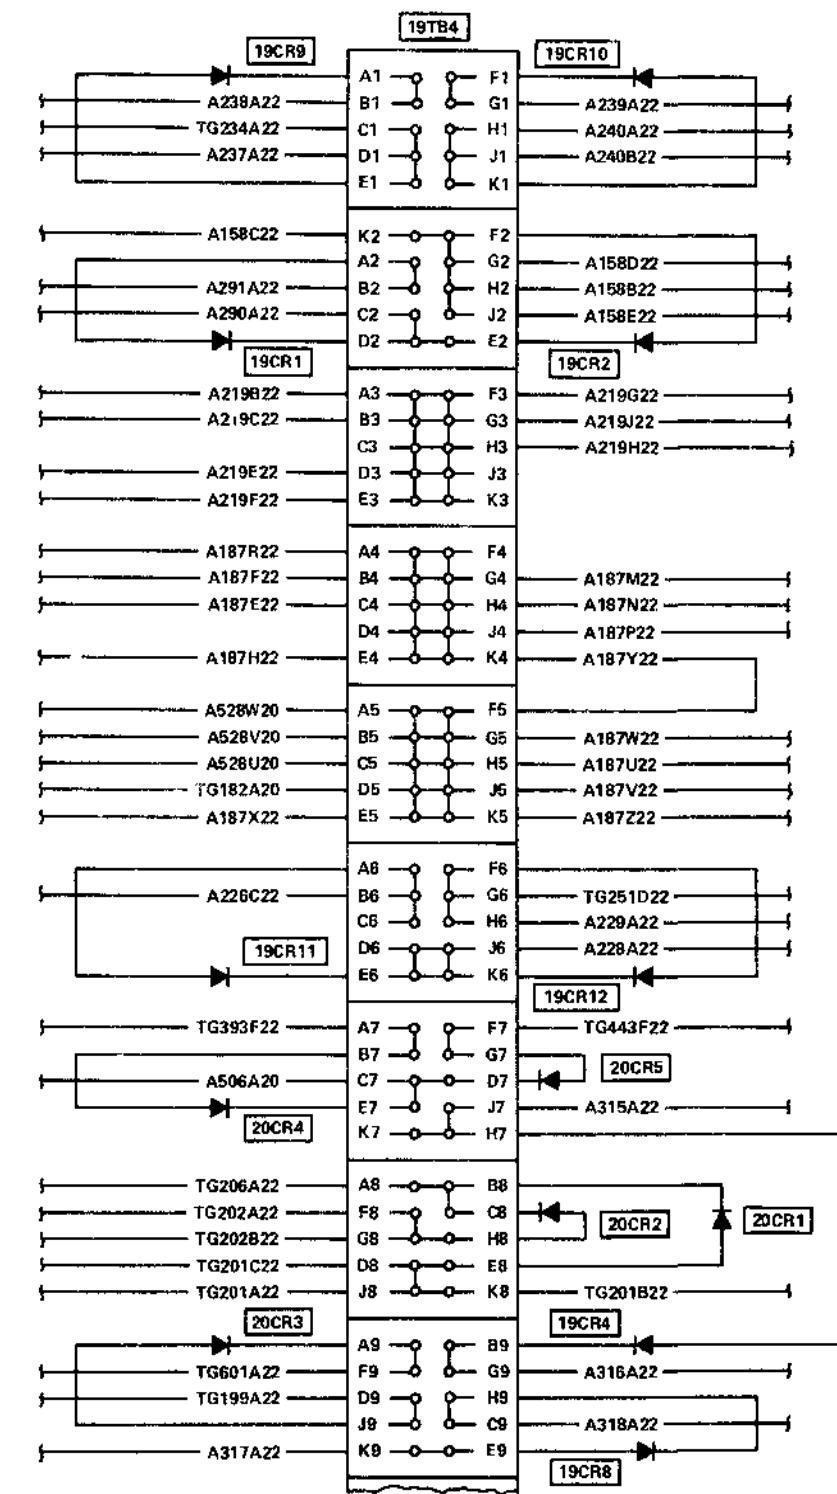 19TB4
19CR9 19CR10
A1 F1
A238A22 B1 G1 A239A22
TG234A22 C1 H1 A240A22
A237A22 D1 J1 A240B22
E1 K1
A158C22 K2 F2
A2 G2 A158D22
A291A22 B2 H2 A158B22
A290A22 C2 J2 A158E22
D2 E2
19CR1 19CR2
A219B22 A3 F3 A219G22
A219C22 B3 G3 A219J22
C3 H3 A219H22
A219E22 D3 J3
A219F22 E3 K3
A187R22 A4 F4
A187F22 B4 G4 A187M22
A187E22 C4 H4 A187N22
D4 J4 A187P22
A187H22 E4 K4 A187Y22
A528W20 A5 F5
A528V20 B5 G5 A187W22
A528U20 C5 H5 A187U22
TG182A20 D5 J5 A187V22
A187X22 E5 K5 A187Z22
A6 F6
A226C22 B6 G6 TG251D22
C6 H6 A229A22
19CR11 D6 J6 A228A22
E6 K6
19CR12
TG393F22 A7 F7 TG443F22
B7 G7
A506A20 C7 D7 20CR5
E7 J7 A315A22
20CR4 K7 H7
TG206A22 A8 B8
TG202A22 F8 C8 20CR2 20CR1
TG202B22 G8 H8
TG201C22 D8 E8
TG201A22 J8 K8 TG201B22
20CR3 19CR4
A9 B9
TG601A22 F9 G9 A316A22
TG199A22 D9 H9
J9 C9 A318A22
A317A22 K9 E9
19CR8